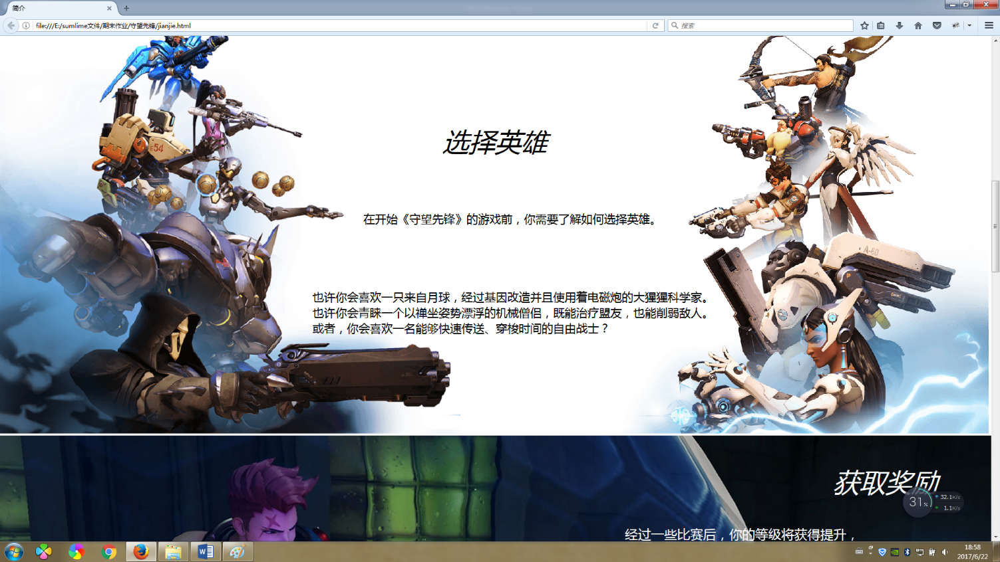 简介
file:///E:/sumlime文件/期末作业/守望先锋/jianjie.html
搜索
选择英雄
E54
A-60
在开始《守望先锋》的游戏前，你需要了解如何选择英雄。
也许你会喜欢一只来自月球，经过基因改造并且使用着电磁炮的大猩猩科学家。
也许你会青睐一个以禅坐姿势漂浮的机械僧侣，既能治疗盟友，也能削弱敌人。
或者，你会喜欢一名能够快速传送、穿梭时间的自由战士？
获取奖励
31%
32.1K/s
1.1K/s
经过一些比赛后，你的等级将获得提升，
18:58
2017/6/22